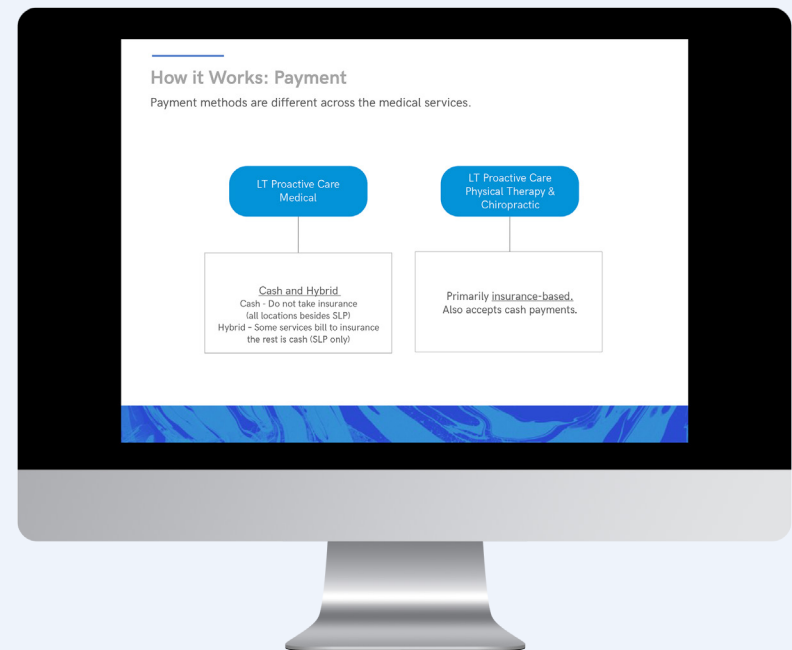 How it Works: Payment
Payment methods are different across the medical services.
LT Proactive Care
Medical
Cash and Hybrid
Cash - Do not take insurance
(all locations besides SLP)
Hybrid - Some services bill to insurance
the rest is cash (SLP only)
LT Proactive Care
Physical Therapy &
Chiropractic
Primarily insurance-based.
Also accepts cash payments.